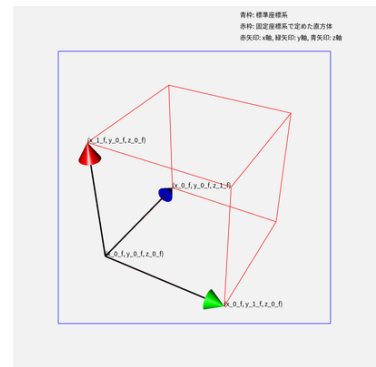 青枠: 標準座標系
赤枠: 固定座標系で定めた直方体
赤矢印: x軸, 緑矢印: y軸, 青矢印: z軸
(x_1_f, y_0_f, z_0_f)
(x_0_f, y_0_f, z_1_f)
(x_0_f, y_0_f, z_0_f)
(x_0_f, y_1_f, z_0_f)